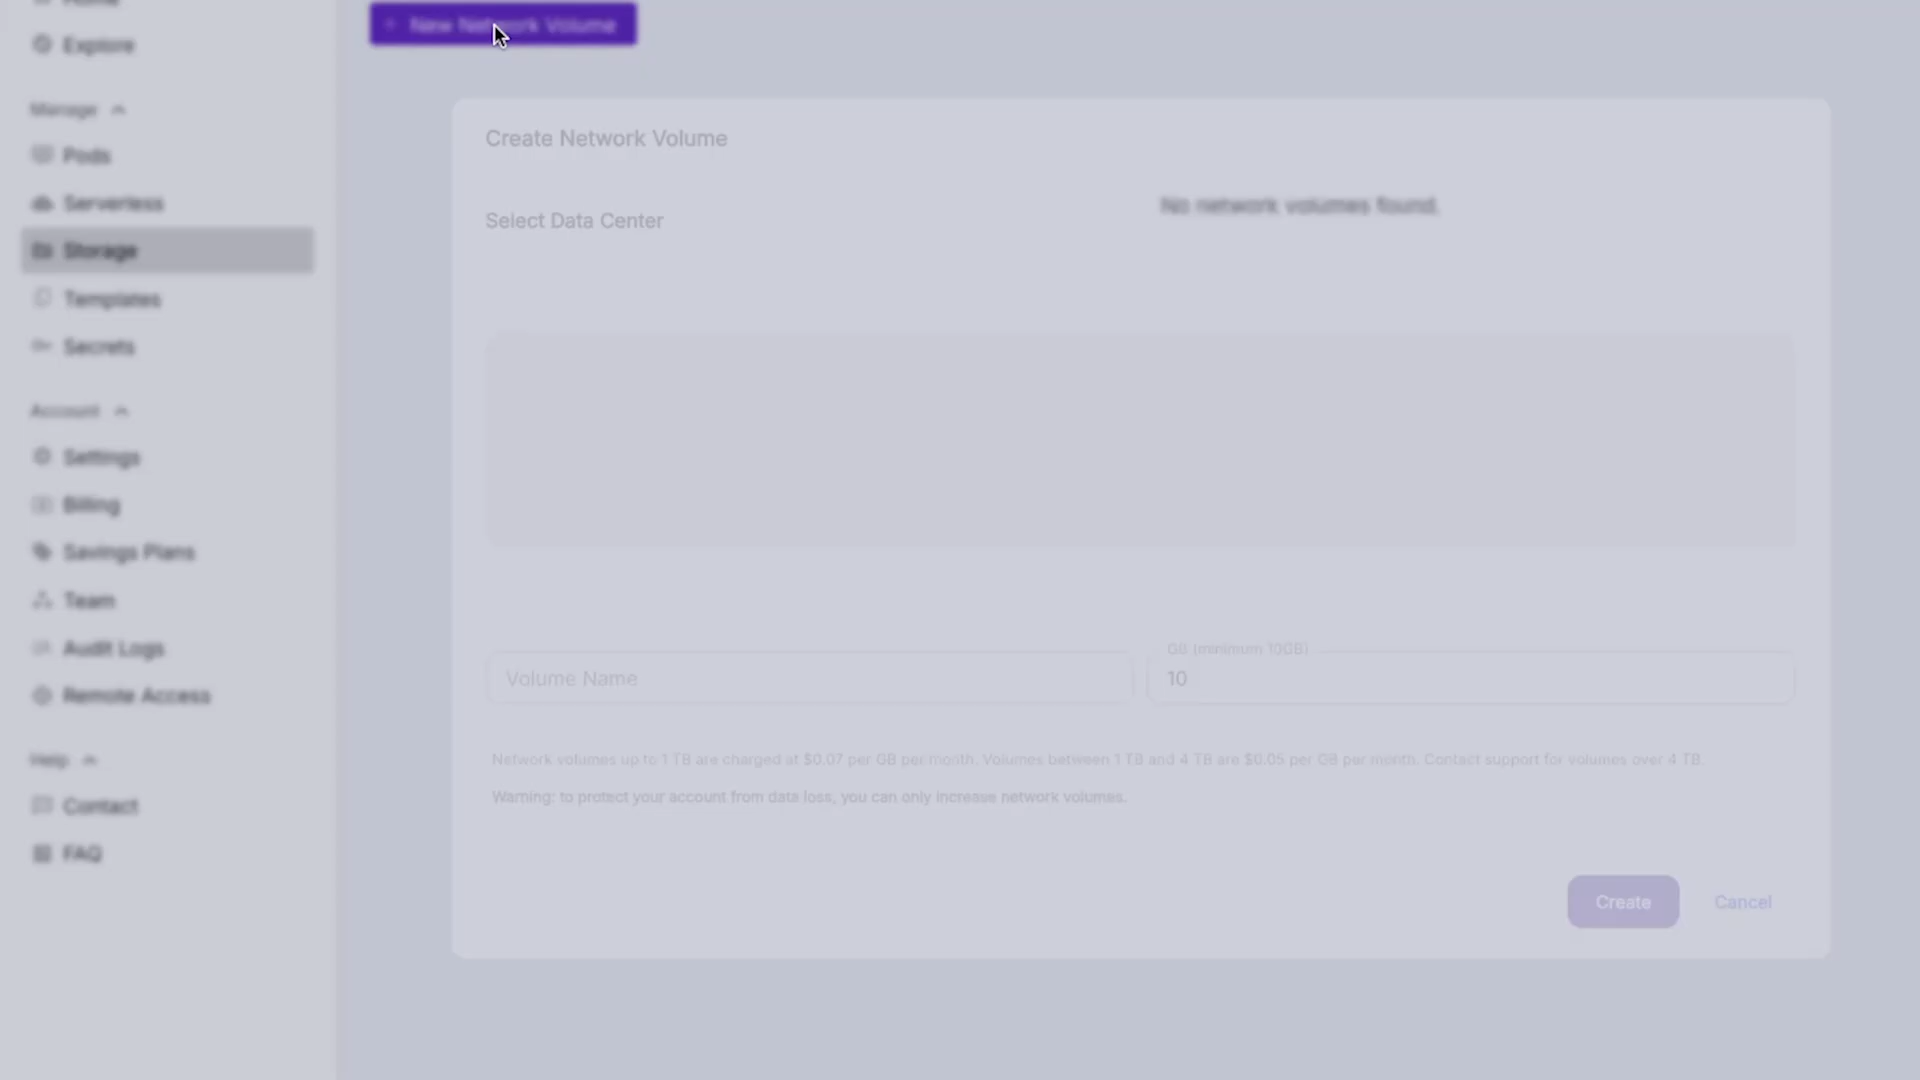 Home
Explore
Manage
Pods
Serverless
Storage
Templates
Secrets
Account
Settings
Billing
Savings Plans
Team
Audit Logs
Remote Access
Help
Contact
FAQ
+ New Network Volume
Create Network Volume
No network volumes found.
Select Data Center
GB (minimum 10GB)
Volume Name
10
Network volumes up to 1 TB are charged at $0.07 per GB per month. Volumes between 1 TB and 4 TB are $0.05 per GB per month. Contact support for volumes over 4 TB.
Warning: to protect your account from data loss, you can only increase network volumes.
Create
Cancel